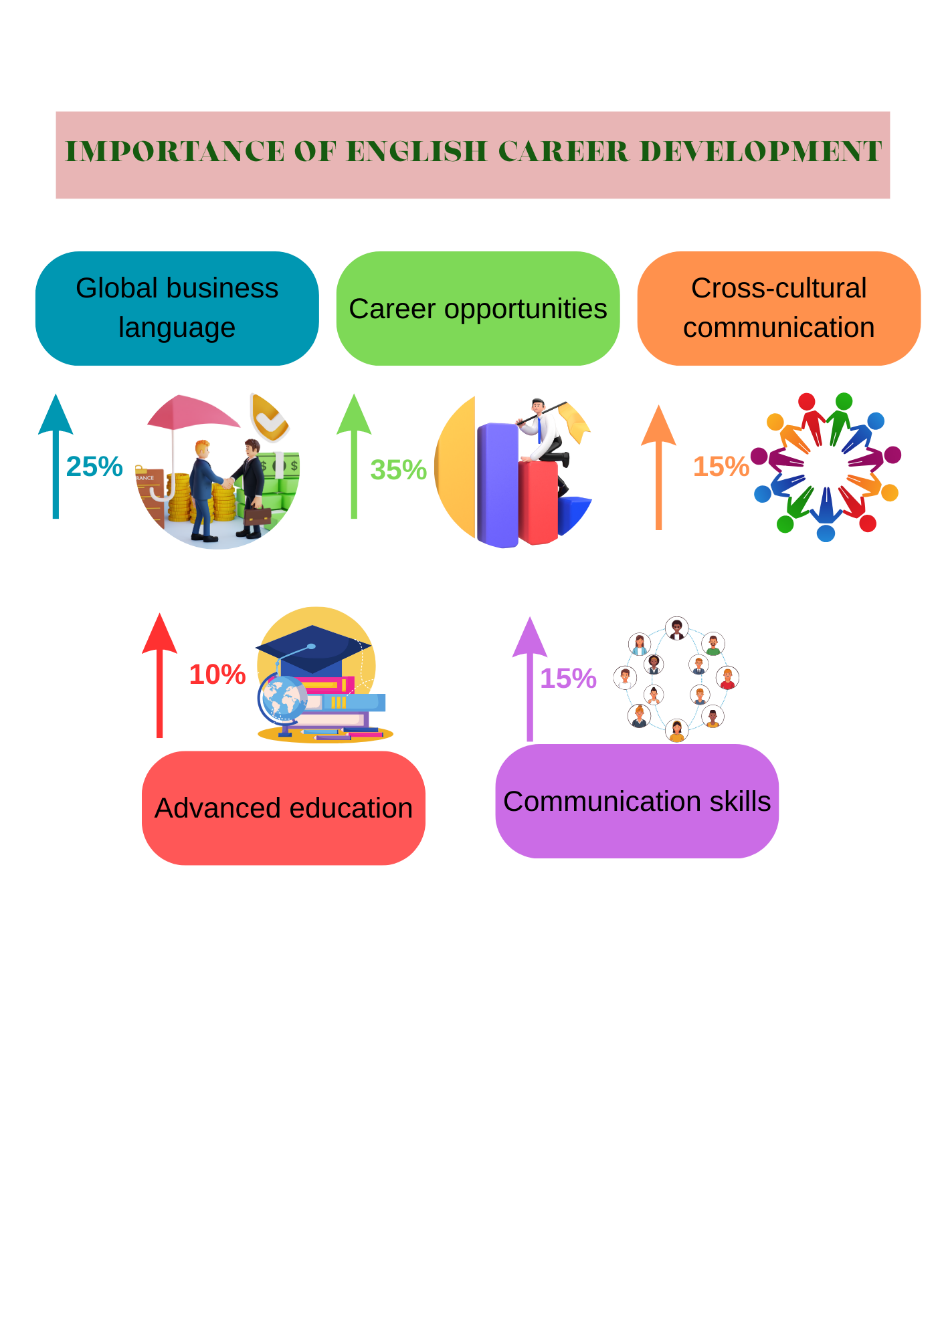 IMPORTANCE OF ENGLISH CAREER DEVELOPMENT
Global business
language
Career opportunities
Cross-cultural
communication
25%
35%
15%
10%
15%
Advanced education
Communication skills